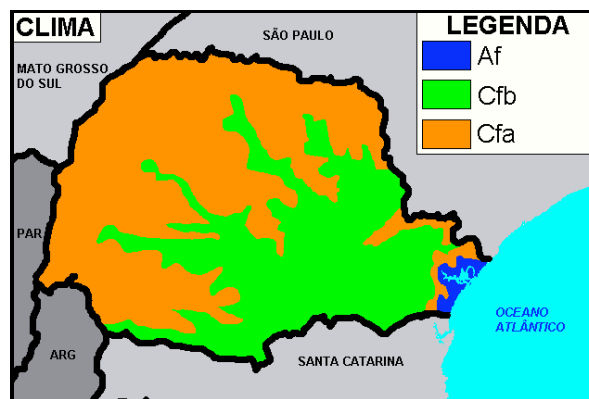 CLIMA
SÃO PAULO
MATO GROSSO
DO SUL
LEGENDA
Af
Cfb
Cfa
PAR
ARG
SANTA CATARINA
OCEANO
ATLÂNTICO